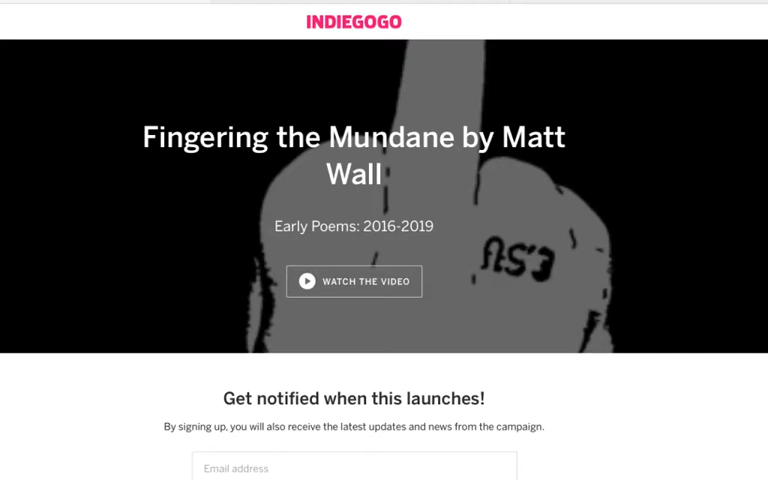 INDIEGOGO
Fingering the Mundane by Matt
Wall
Early Poems: 2016-2019
WATCH THE VIDEO
Get notified when this launches!
By signing up, you will also receive the latest updates and news from the campaign.
Email address